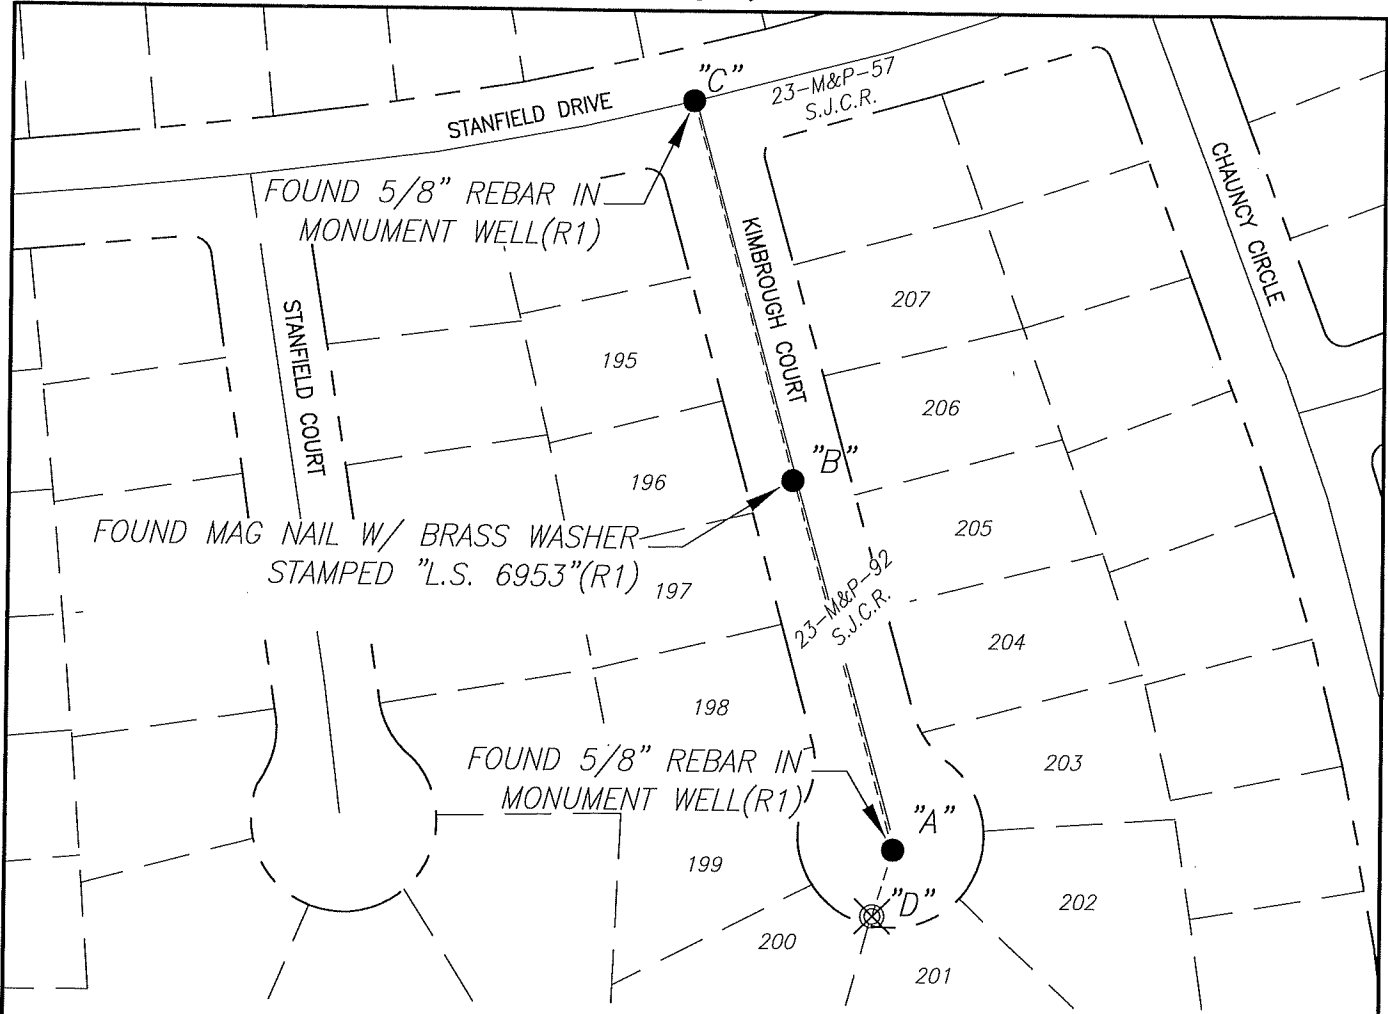 "C"
23-M&P-57
S.J.C.R.
STANFIELD DRIVE
FOUND 5/8" REBAR IN
MONUMENT WELL(R1)
CHAUNCY CIRCLE
KIMBROUGH COURT
STANFIELD COURT
207
195
206
"B"
196
FOUND MAG NAIL W/ BRASS WASHER
STAMPED "L.S. 6953"(R1)
197
205
23-M&P-92
S.J.C.R.
204
198
FOUND 5/8" REBAR IN
MONUMENT WELL(R1)
203
"A"
199
"D"
202
200
201